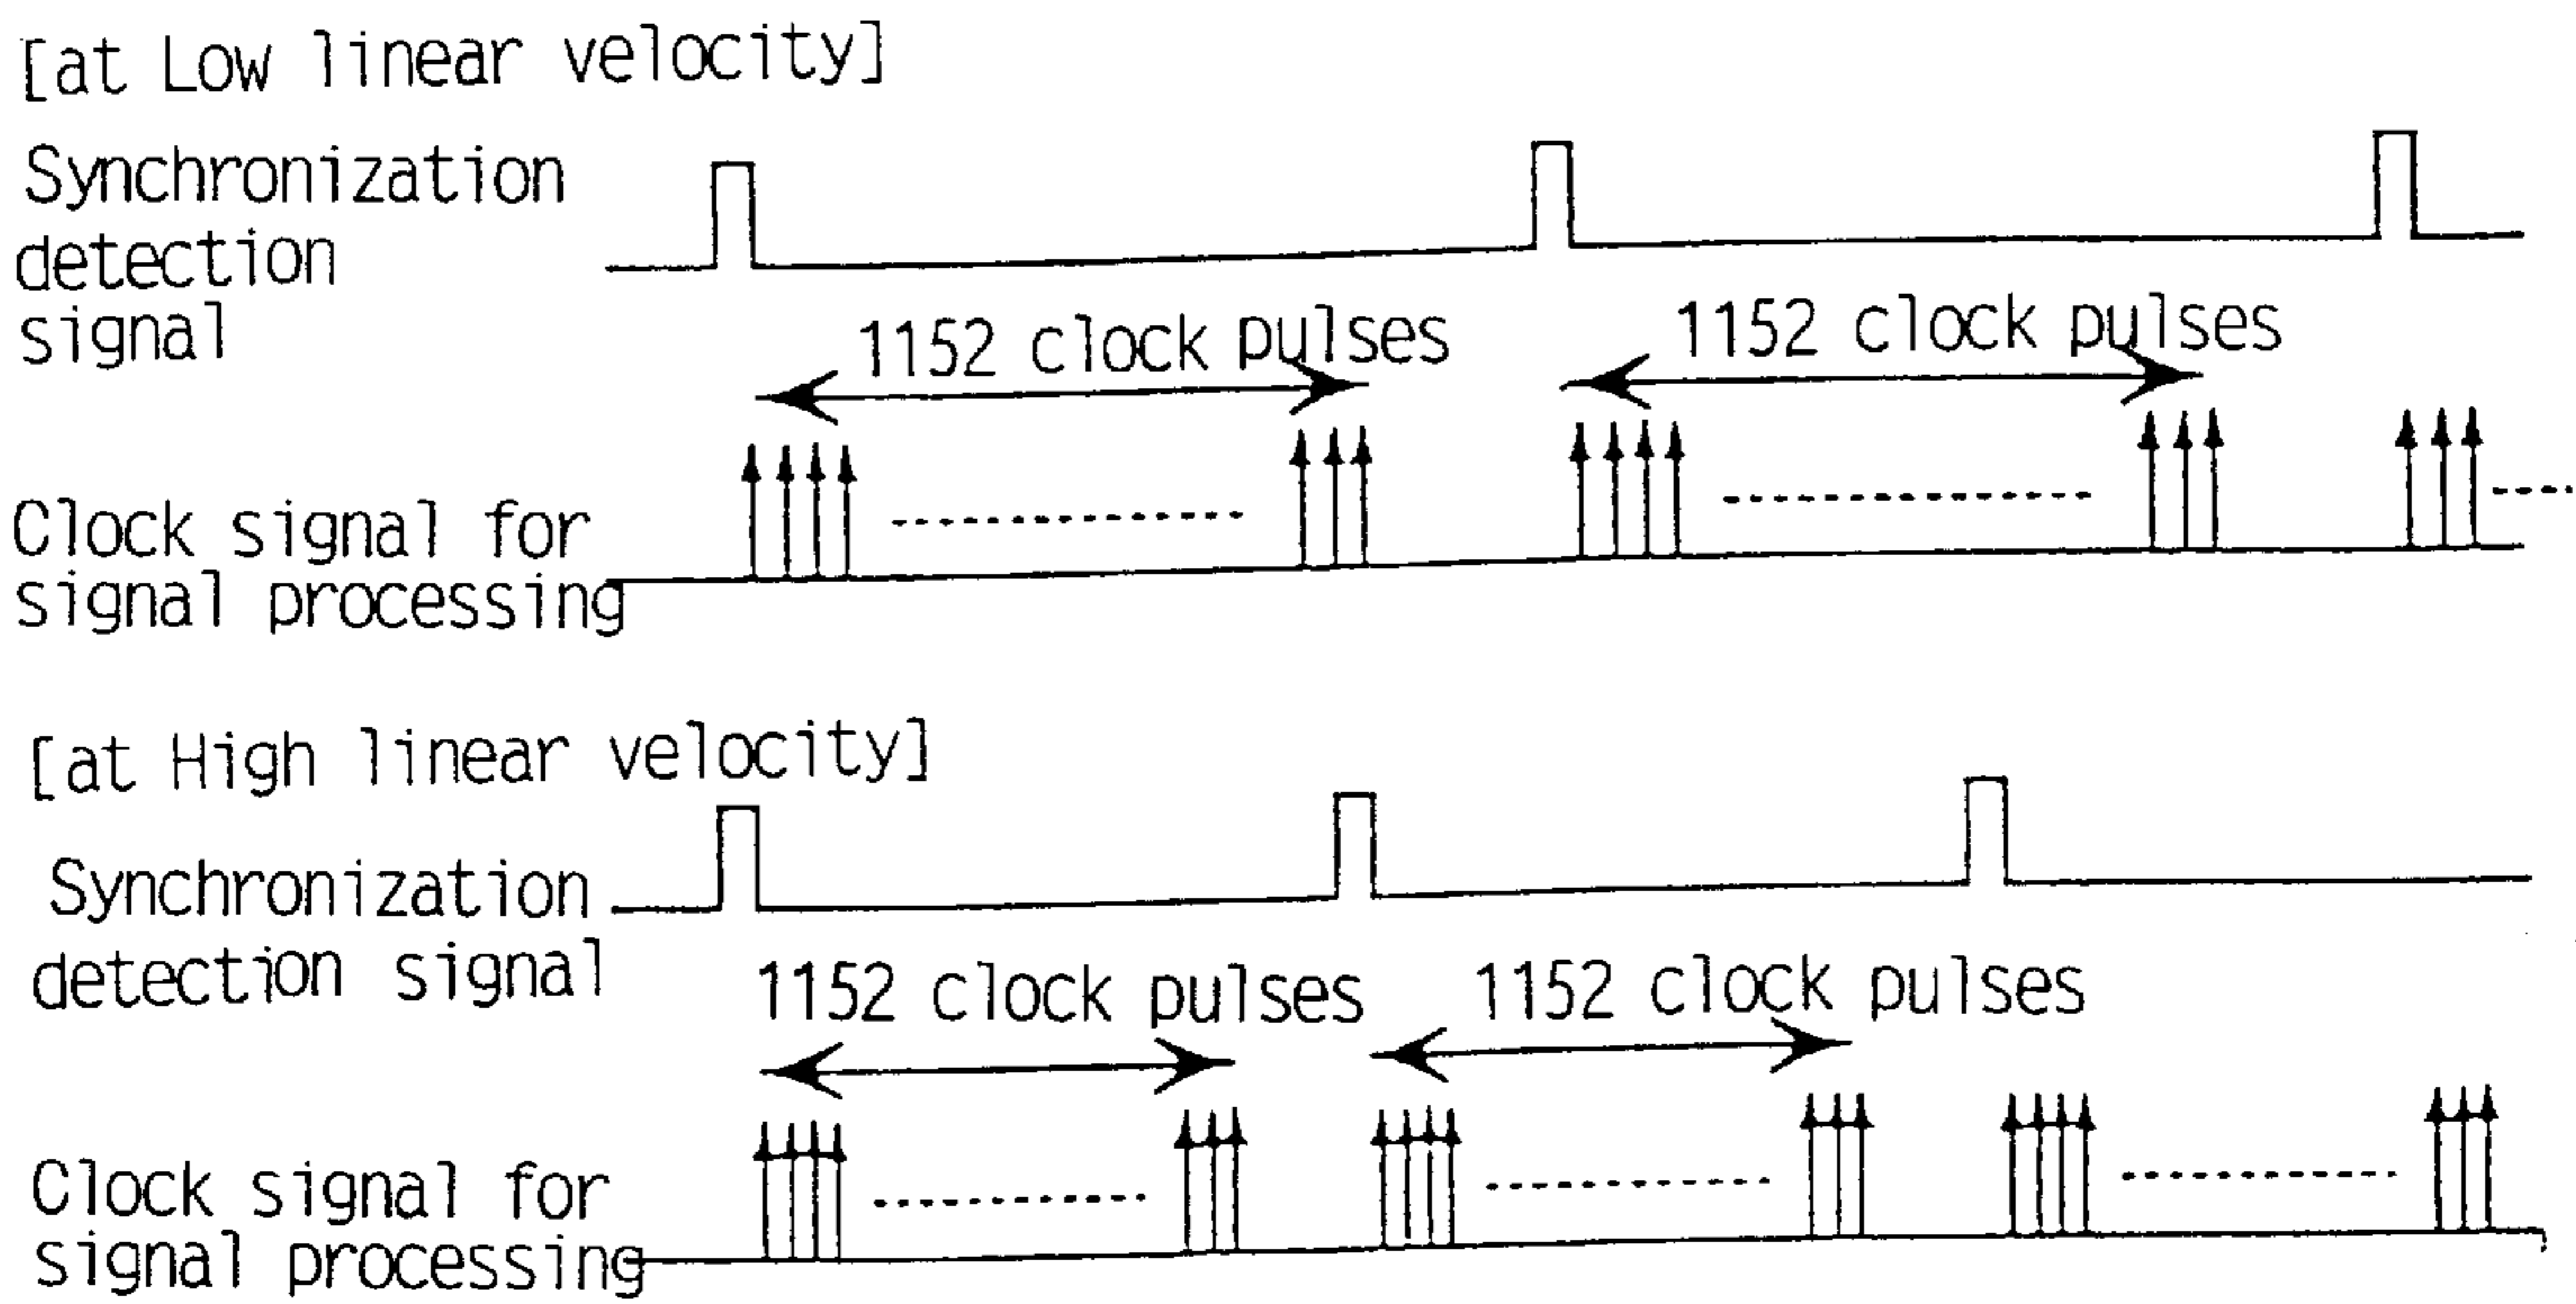 [at Low linear velocity]
Synchronization
detection
signal
1152 clock pulses
1152 clock pulses
Clock signal for
signal processing
[at High linear velocity]
Synchronization
detection signal
1152 clock pulses
1152 clock pulses
Clock signal for
signal processing